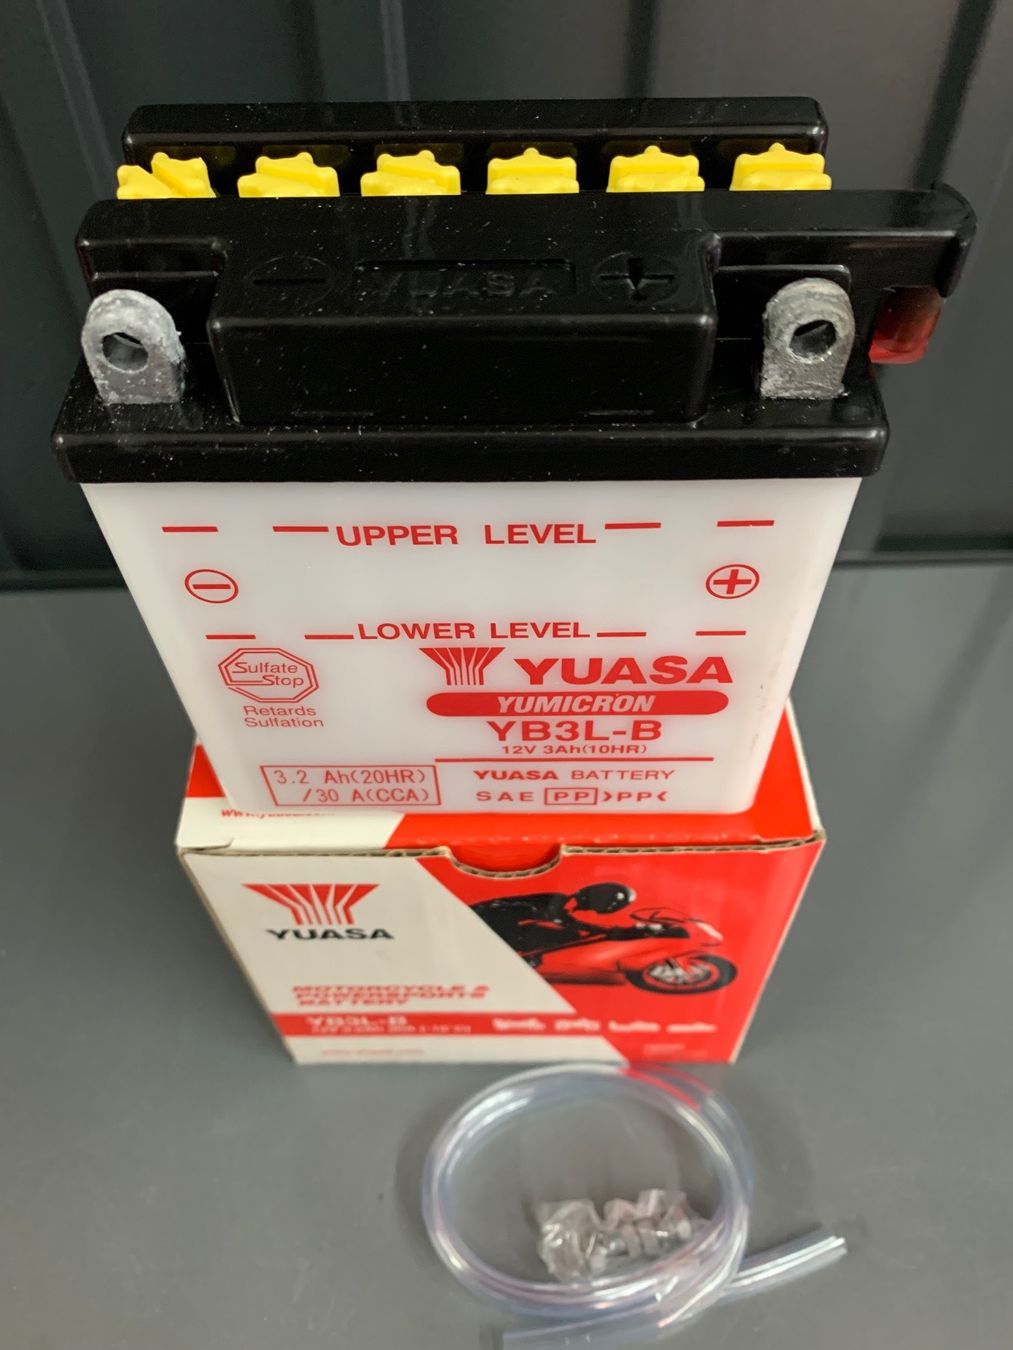 − YUASA +
UPPER LEVEL
− +
LOWER LEVEL
Sulfate
Stop
Retards
Sulfation
YUASA
YUMICRON
YB3L-B
12V 3Ah(10HR)
3.2 Ah(20HR)
/30 A(CCA)
YUASA BATTERY
SAE PP >PP<
YUASA
MOTORCYCLE &
POWERSPORTS
BATTERY
YB3L-B